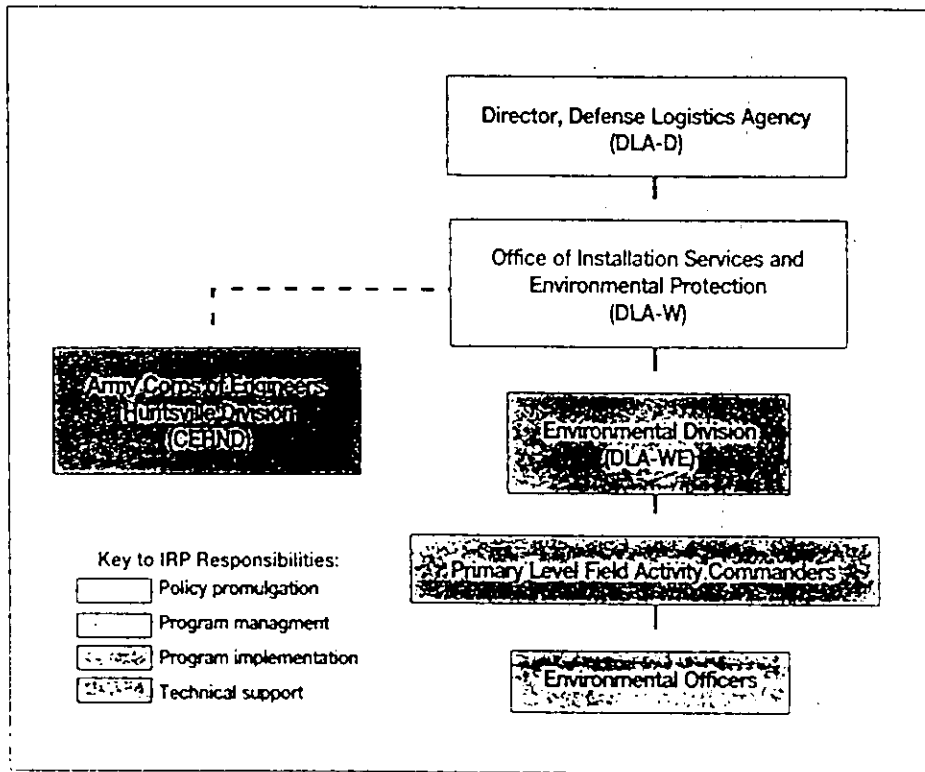 Director, Defense Logistics Agency
(DLA-D)
Office of Installation Services and
Environmental Protection
(DLA-W)
Army Corps of Engineers
Huntsville Division
(CEHND)
Environmental Division
(DLA-WE)
Primary Level Field Activity Commanders
Environmental Officers
Key to IRP Responsibilities:
Policy promulgation
Program managment
Program implementation
Technical support